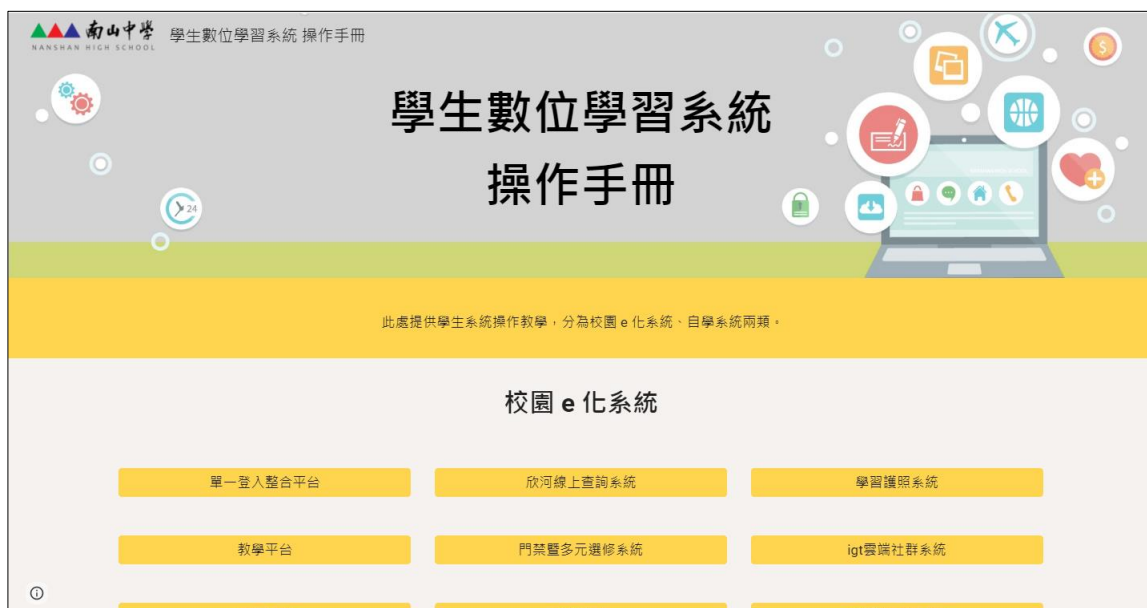 南山中學
NANSHAN HIGH SCHOOL
學生數位學習系統 操作手冊
學生數位學習系統
操作手冊
24
此處提供學生系統操作教學，分為校園 e 化系統、自學系統兩類。
校園 e 化系統
單一登入整合平台
欣河線上查詢系統
學習護照系統
教學平台
門禁暨多元選修系統
igt雲端社群系統